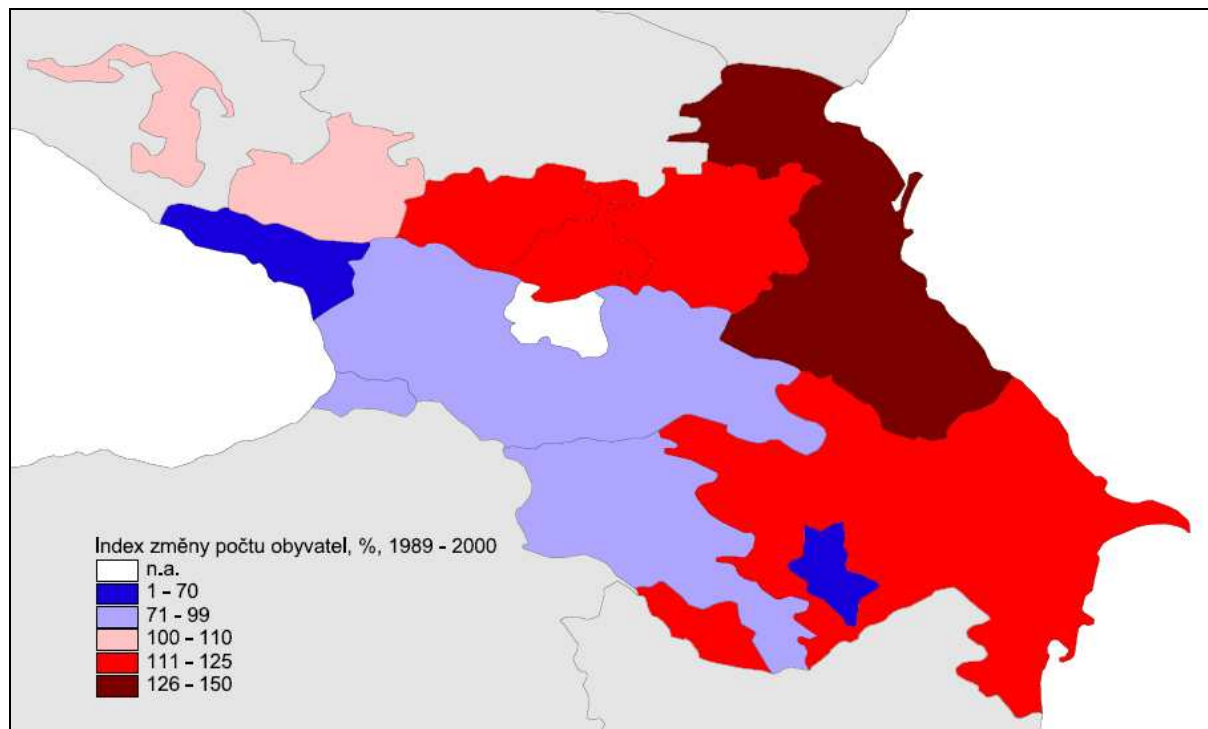 Index změny počtu obyvatel, %, 1989 - 2000
n.a.
1 – 70
71 – 99
100 – 110
111 – 125
126 – 150